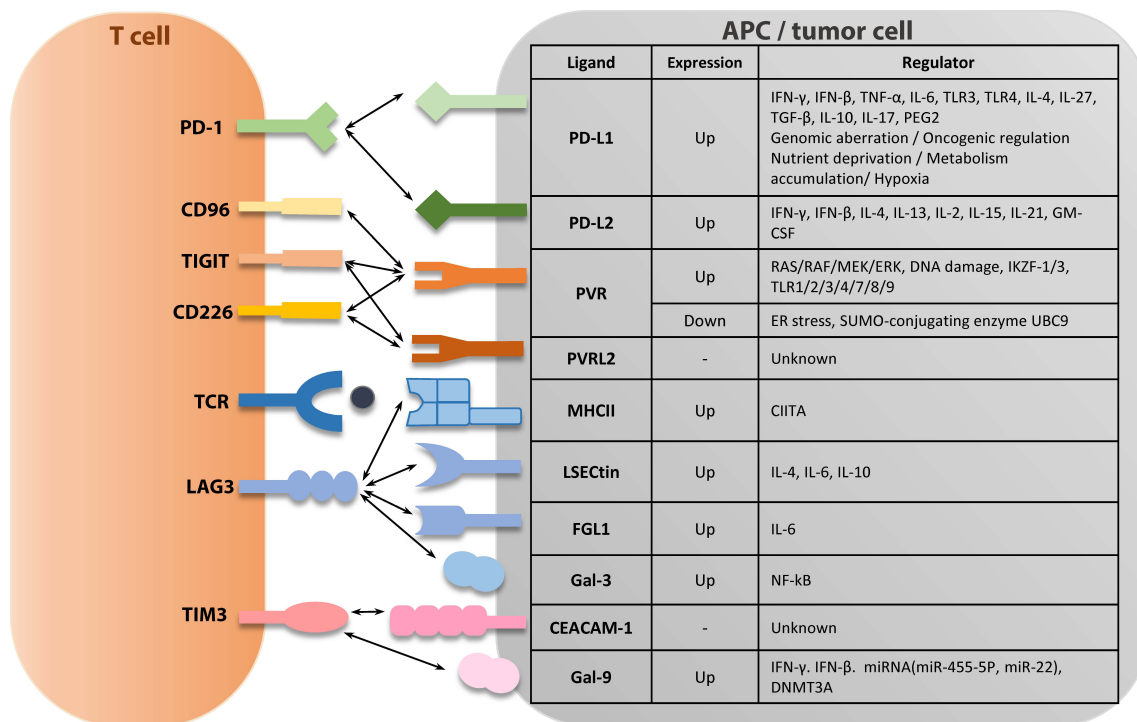 T cell
APC / tumor cell
PD-1
CD96
TIGIT
CD226
TCR
LAG3
TIM3
Ligand Expression Regulator
PD-L1 Up
IFN-γ, IFN-β, TNF-α, IL-6, TLR3, TLR4, IL-4, IL-27,
TGF-β, IL-10, IL-17, PEG2
Genomic aberration / Oncogenic regulation
Nutrient deprivation / Metabolism
accumulation/ Hypoxia
PD-L2 Up
IFN-γ, IFN-β, IL-4, IL-13, IL-2, IL-15, IL-21, GM-
CSF
PVR
Up
RAS/RAF/MEK/ERK, DNA damage, IKZF-1/3,
TLR1/2/3/4/7/8/9
Down ER stress, SUMO-conjugating enzyme UBC9
PVRL2 - Unknown
MHCII Up CIITA
LSECtin Up IL-4, IL-6, IL-10
FGL1 Up IL-6
Gal-3 Up NF-kB
CEACAM-1 - Unknown
Gal-9 Up
IFN-γ. IFN-β. miRNA(miR-455-5P, miR-22),
DNMT3A